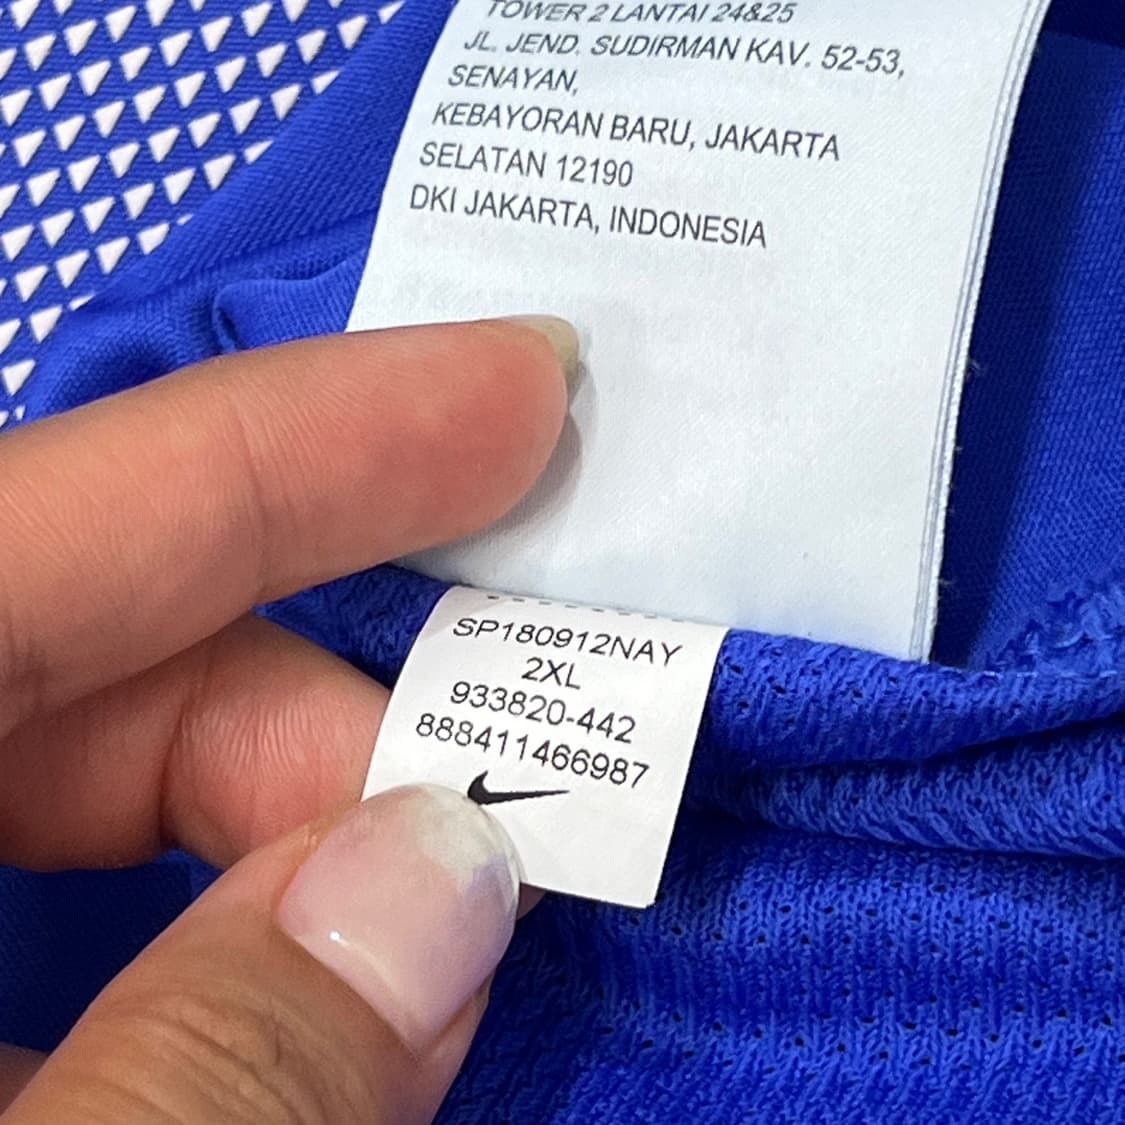 TOWER 2 LANTAI 24&25
JL. JEND. SUDIRMAN KAV. 52-53,
SENAYAN,
KEBAYORAN BARU, JAKARTA
SELATAN 12190
DKI JAKARTA, INDONESIA
SP180912NAY
2XL
933820-442
888411466987